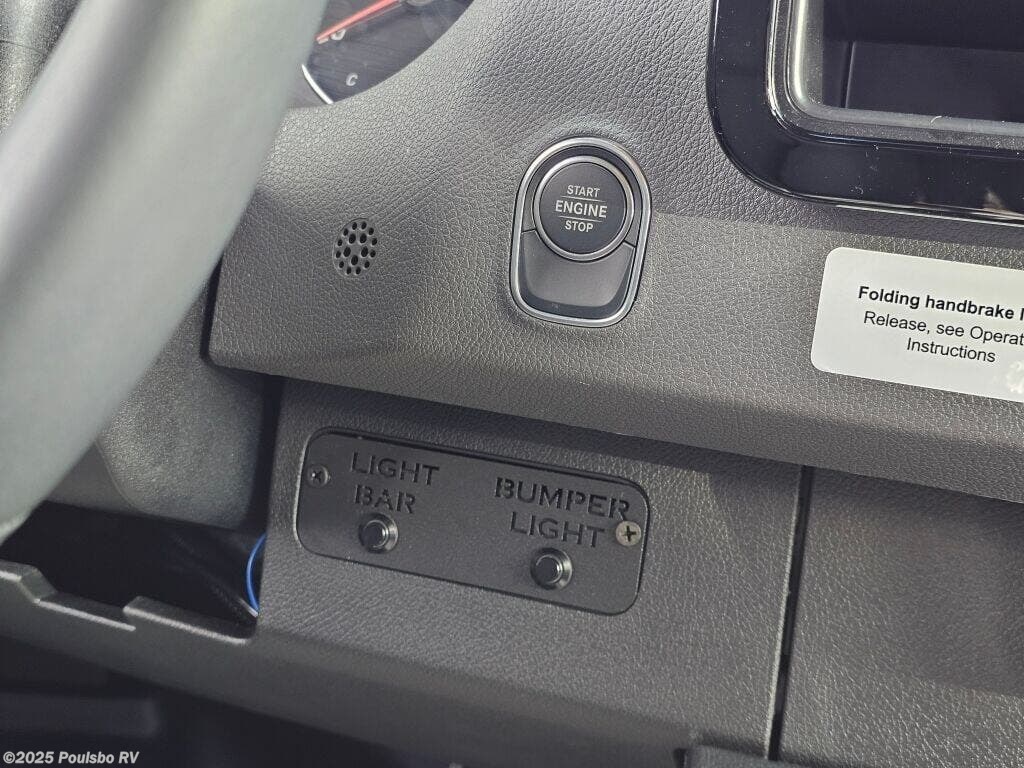 C
START
ENGINE
STOP
Folding handbrake
Release, see Operat
Instructions
LIGHT
BAR
BUMPER
LIGHT
©2025 Poulsbo RV